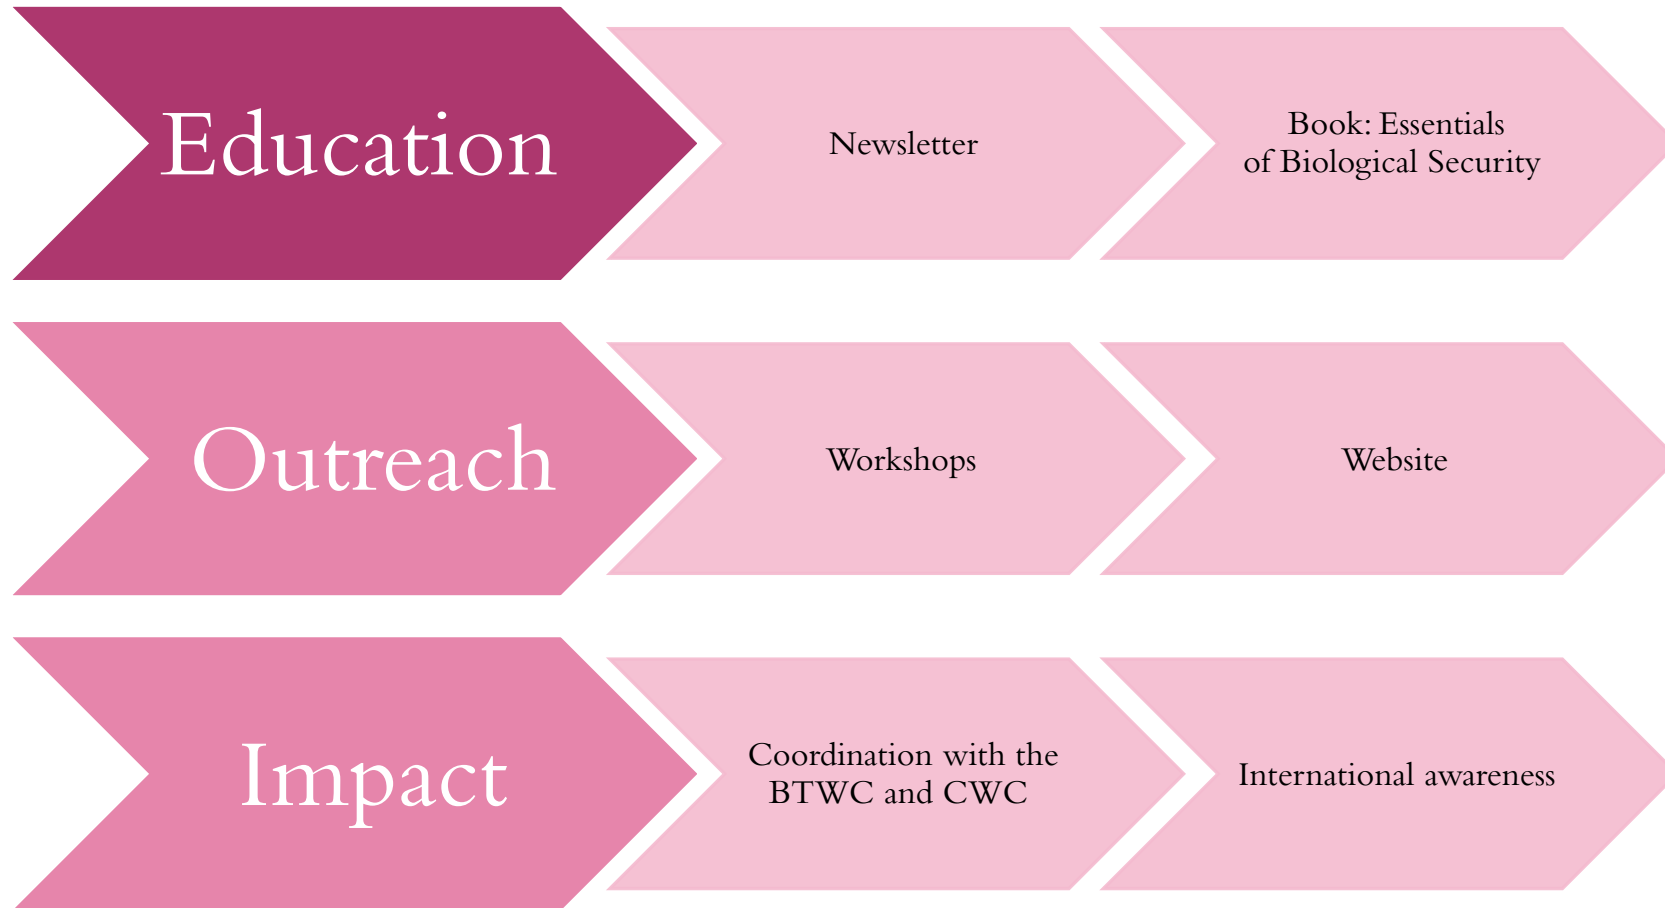 Education
Newsletter
Book: Essentials
of Biological Security
Outreach
Workshops
Website
Impact
Coordination with the
BTWC and CWC
International awareness